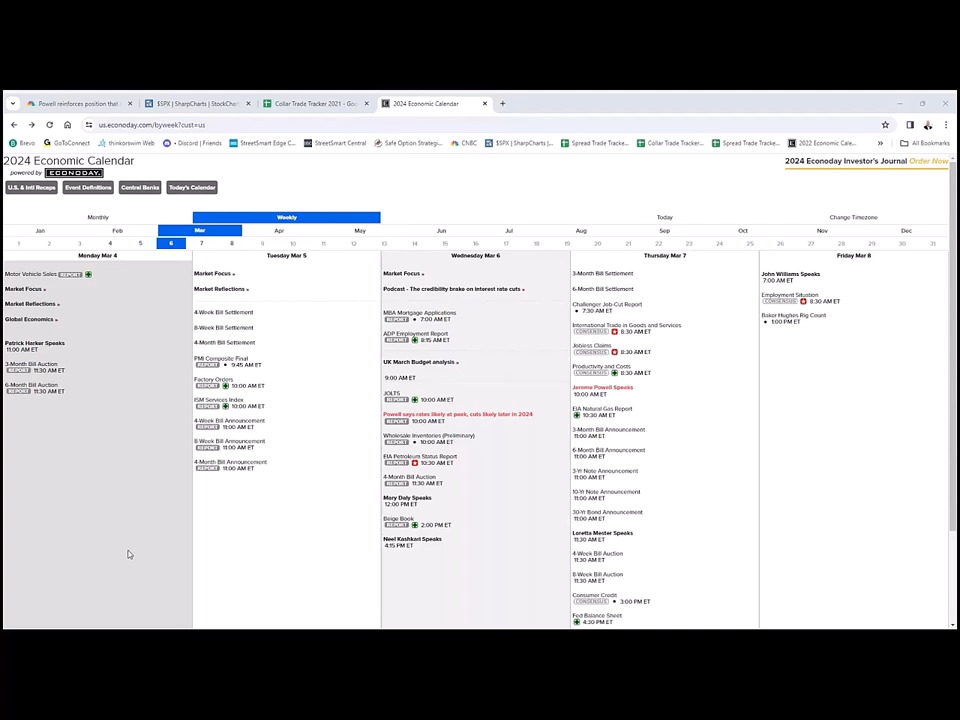 Powell reinforces position that
$SPX | SharpCharts | StockChar
Collar Trade Tracker 2021 - Goo
2024 Economic Calendar
us.econoday.com/byweek?cust=us
Brevo
GoToConnect
thinkorswim Web
• Discord | Friends
StreetSmart Edge C...
StreetSmart Central
Safe Option Strategi...
CNBC
$SPX | SharpCharts |...
Spread Trade Tracke...
Collar Trade Tracker...
Spread Trade Tracke...
2022 Economic Cale...
All Bookmarks
2024 Economic Calendar
powered by ECONODAY.
2024 Econoday Investor's Journal Order Now
U.S. & Intl Recaps
Event Definitions
Central Banks
Today's Calendar
Monthly Weekly Today Change Timezone
Jan Feb Mar Apr May Jun Jul Aug Sep Oct Nov Dec
1 2 3 4 5 6 7 8 9 10 11 12 13 14 15 16 17 18 19 20 21 22 23 24 25 26 27 28 29 30 31
Monday Mar 4
Motor Vehicle Sales REPORT
Market Focus »
Market Reflections »
Global Economics »
Patrick Harker Speaks
11:00 AM ET
3-Month Bill Auction
REPORT 11:30 AM ET
6-Month Bill Auction
REPORT 11:30 AM ET
Tuesday Mar 5
Market Focus »
Market Reflections »
4-Week Bill Settlement
8-Week Bill Settlement
4-Month Bill Settlement
PMI Composite Final
REPORT • 9:45 AM ET
Factory Orders
REPORT 10:00 AM ET
ISM Services Index
REPORT 10:00 AM ET
4-Week Bill Announcement
REPORT 11:00 AM ET
8-Week Bill Announcement
REPORT 11:00 AM ET
4-Month Bill Announcement
REPORT 11:00 AM ET
Wednesday Mar 6
Market Focus »
Podcast - The credibility brake on interest rate cuts »
MBA Mortgage Applications
REPORT • 7:00 AM ET
ADP Employment Report
REPORT 8:15 AM ET
UK March Budget analysis »
9:00 AM ET
JOLTS
REPORT 10:00 AM ET
Powell says rates likely at peak, cuts likely later in 2024
REPORT 10:00 AM ET
Wholesale Inventories (Preliminary)
REPORT • 10:00 AM ET
EIA Petroleum Status Report
REPORT 10:30 AM ET
4-Month Bill Auction
REPORT 11:30 AM ET
Mary Daly Speaks
12:00 PM ET
Beige Book
REPORT 2:00 PM ET
Neel Kashkari Speaks
4:15 PM ET
Thursday Mar 7
3-Month Bill Settlement
6-Month Bill Settlement
Challenger Job-Cut Report
• 7:30 AM ET
International Trade in Goods and Services
CONSENSUS 8:30 AM ET
Jobless Claims
CONSENSUS 8:30 AM ET
Productivity and Costs
CONSENSUS 8:30 AM ET
Jerome Powell Speaks
10:00 AM ET
EIA Natural Gas Report
10:30 AM ET
3-Month Bill Announcement
11:00 AM ET
6-Month Bill Announcement
11:00 AM ET
3-Yr Note Announcement
11:00 AM ET
10-Yr Note Announcement
11:00 AM ET
30-Yr Bond Announcement
11:00 AM ET
Loretta Mester Speaks
11:30 AM ET
4-Week Bill Auction
11:30 AM ET
8-Week Bill Auction
11:30 AM ET
Consumer Credit
CONSENSUS • 3:00 PM ET
Fed Balance Sheet
4:30 PM ET
Friday Mar 8
John Williams Speaks
7:00 AM ET
Employment Situation
CONSENSUS 8:30 AM ET
Baker Hughes Rig Count
• 1:00 PM ET